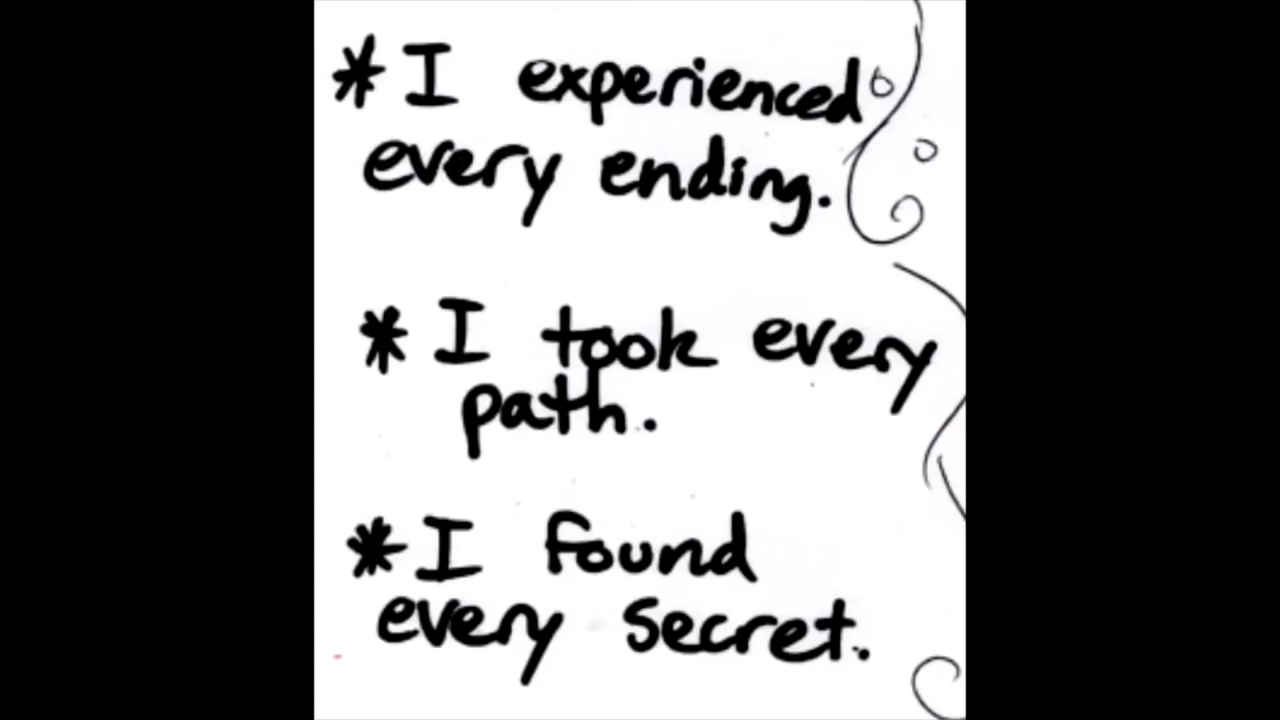 * I experienced
every ending.
* I took every
path.
* I found
every secret.